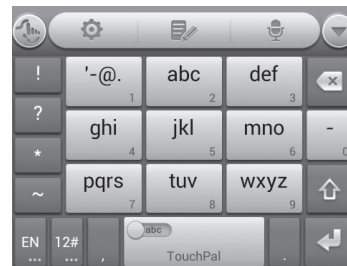 ! '-@. 1 abc 2 def 3
?
ghi 4 jkl 5 mno 6 - 0
*
~ pqrs 7 tuv 8 wxyz 9
EN ... 12# ... , abc TouchPal .